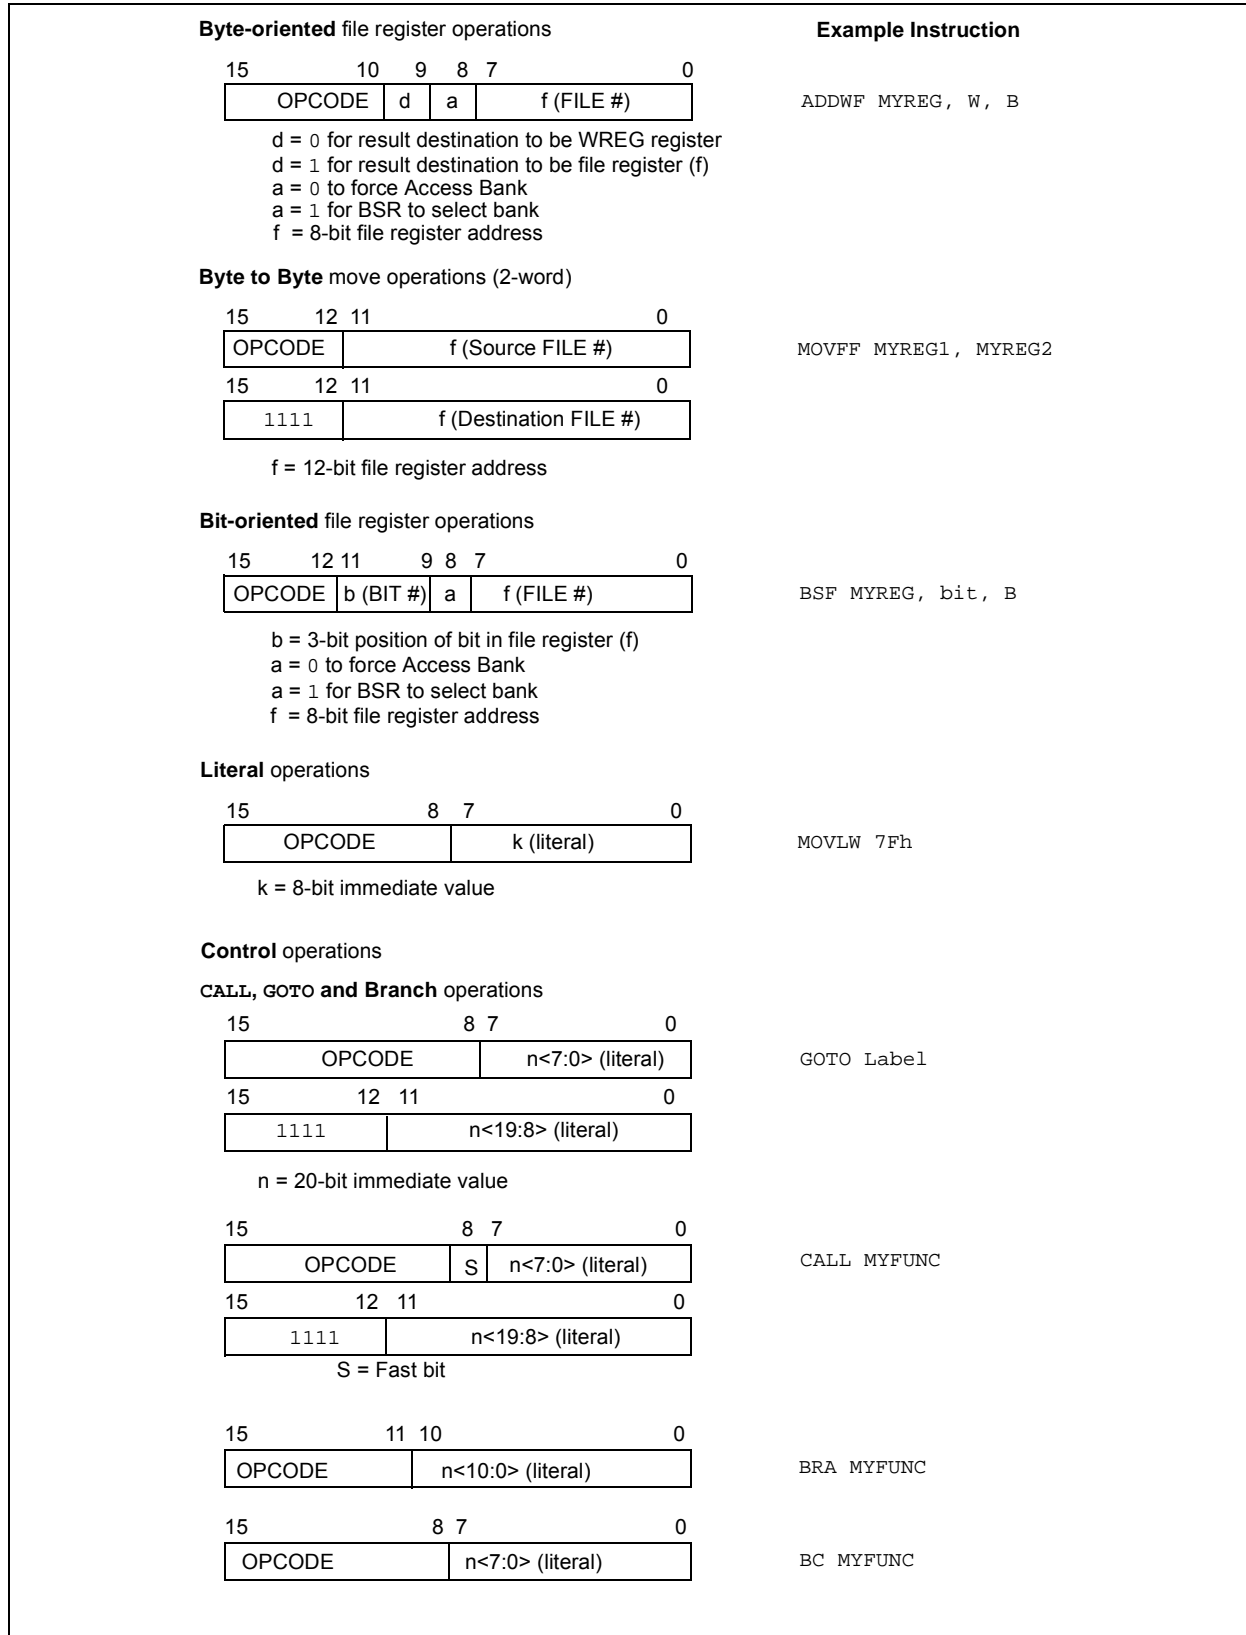 Byte-oriented file register operations Example Instruction
15 10 9 8 7 0
OPCODE d a f (FILE #) ADDWF MYREG, W, B
d = 0 for result destination to be WREG register
d = 1 for result destination to be file register (f)
a = 0 to force Access Bank
a = 1 for BSR to select bank
f = 8-bit file register address
Byte to Byte move operations (2-word)
15 12 11 0
OPCODE f (Source FILE #) MOVFF MYREG1, MYREG2
15 12 11 0
1111 f (Destination FILE #)
f = 12-bit file register address
Bit-oriented file register operations
15 12 11 9 8 7 0
OPCODE b (BIT #) a f (FILE #) BSF MYREG, bit, B
b = 3-bit position of bit in file register (f)
a = 0 to force Access Bank
a = 1 for BSR to select bank
f = 8-bit file register address
Literal operations
15 8 7 0
OPCODE k (literal) MOVLW 7Fh
k = 8-bit immediate value
Control operations
CALL, GOTO and Branch operations
15 8 7 0
OPCODE n<7:0> (literal) GOTO Label
15 12 11 0
1111 n<19:8> (literal)
n = 20-bit immediate value
15 8 7 0
OPCODE S n<7:0> (literal) CALL MYFUNC
15 12 11 0
1111 n<19:8> (literal)
S = Fast bit
15 11 10 0
OPCODE n<10:0> (literal) BRA MYFUNC
15 8 7 0
OPCODE n<7:0> (literal) BC MYFUNC